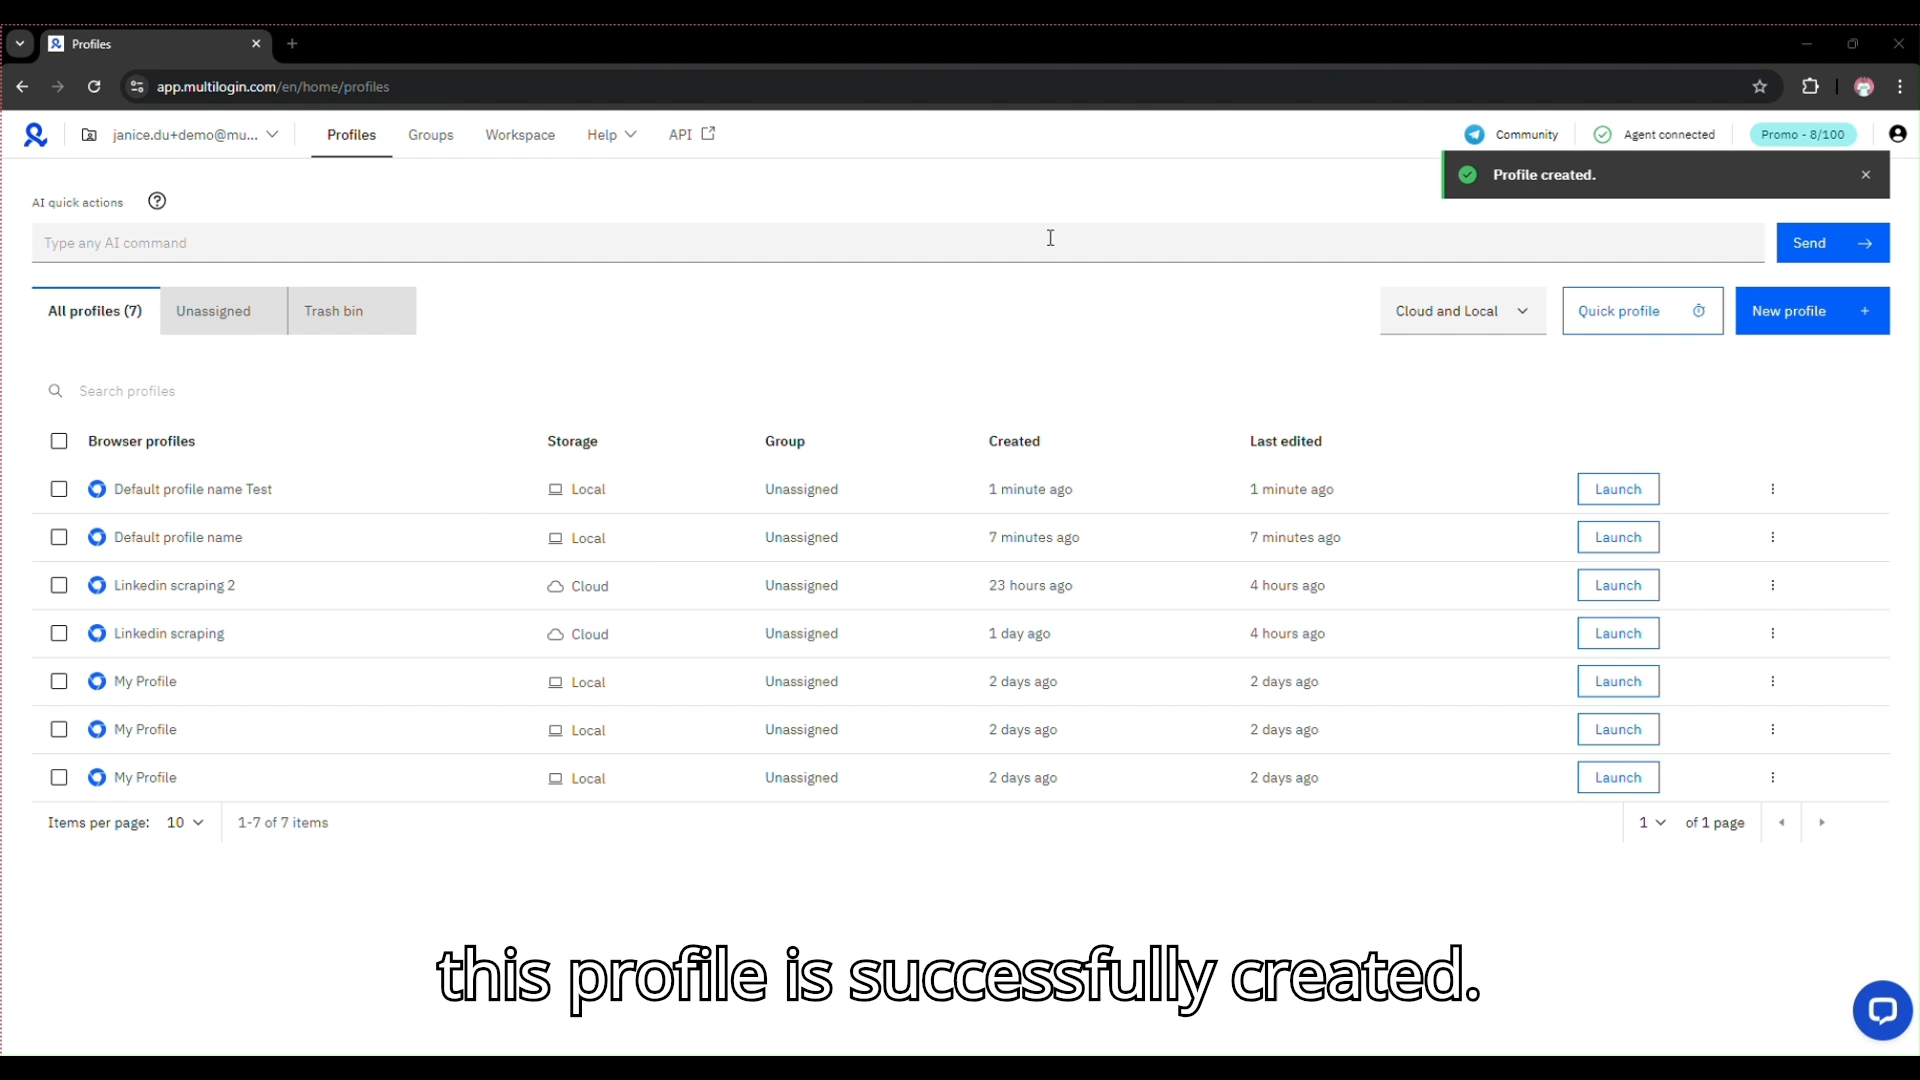 Profiles
app.multilogin.com/en/home/profiles
janice.du+demo@mu... Profiles Groups Workspace Help API Community Agent connected Promo - 8/100
Profile created.
AI quick actions
Type any AI command Send
All profiles (7) Unassigned Trash bin Cloud and Local Quick profile New profile +
Search profiles
Browser profiles Storage Group Created Last edited
Default profile name Test Local Unassigned 1 minute ago 1 minute ago Launch
Default profile name Local Unassigned 7 minutes ago 7 minutes ago Launch
Linkedin scraping 2 Cloud Unassigned 23 hours ago 4 hours ago Launch
Linkedin scraping Cloud Unassigned 1 day ago 4 hours ago Launch
My Profile Local Unassigned 2 days ago 2 days ago Launch
My Profile Local Unassigned 2 days ago 2 days ago Launch
My Profile Local Unassigned 2 days ago 2 days ago Launch
Items per page: 10 1-7 of 7 items 1 of 1 page
this profile is successfully created.